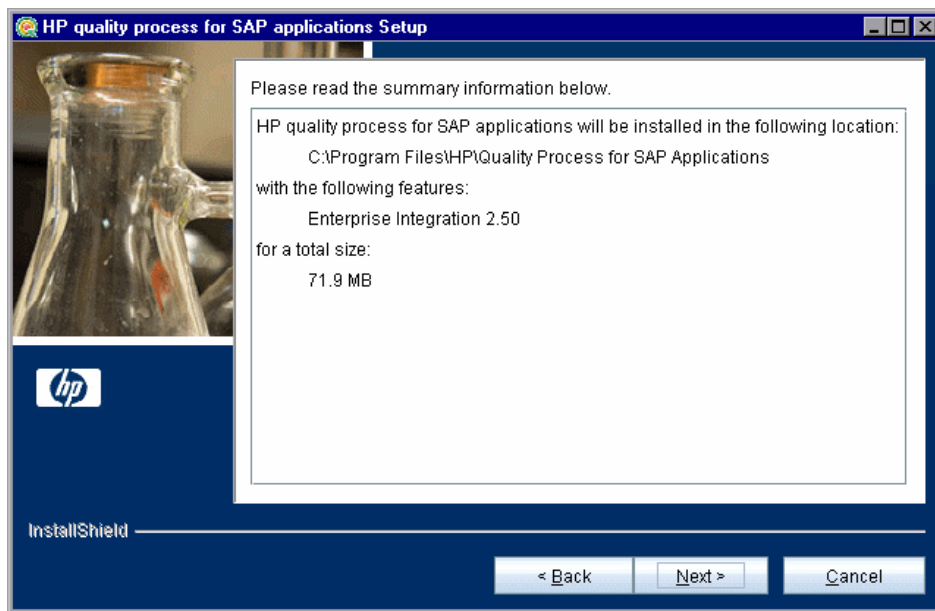 HP quality process for SAP applications Setup
Please read the summary information below.
HP quality process for SAP applications will be installed in the following location:
C:\Program Files\HP\Quality Process for SAP Applications
with the following features:
Enterprise Integration 2.50
for a total size:
71.9 MB
hp
InstallShield
< Back
Next >
Cancel